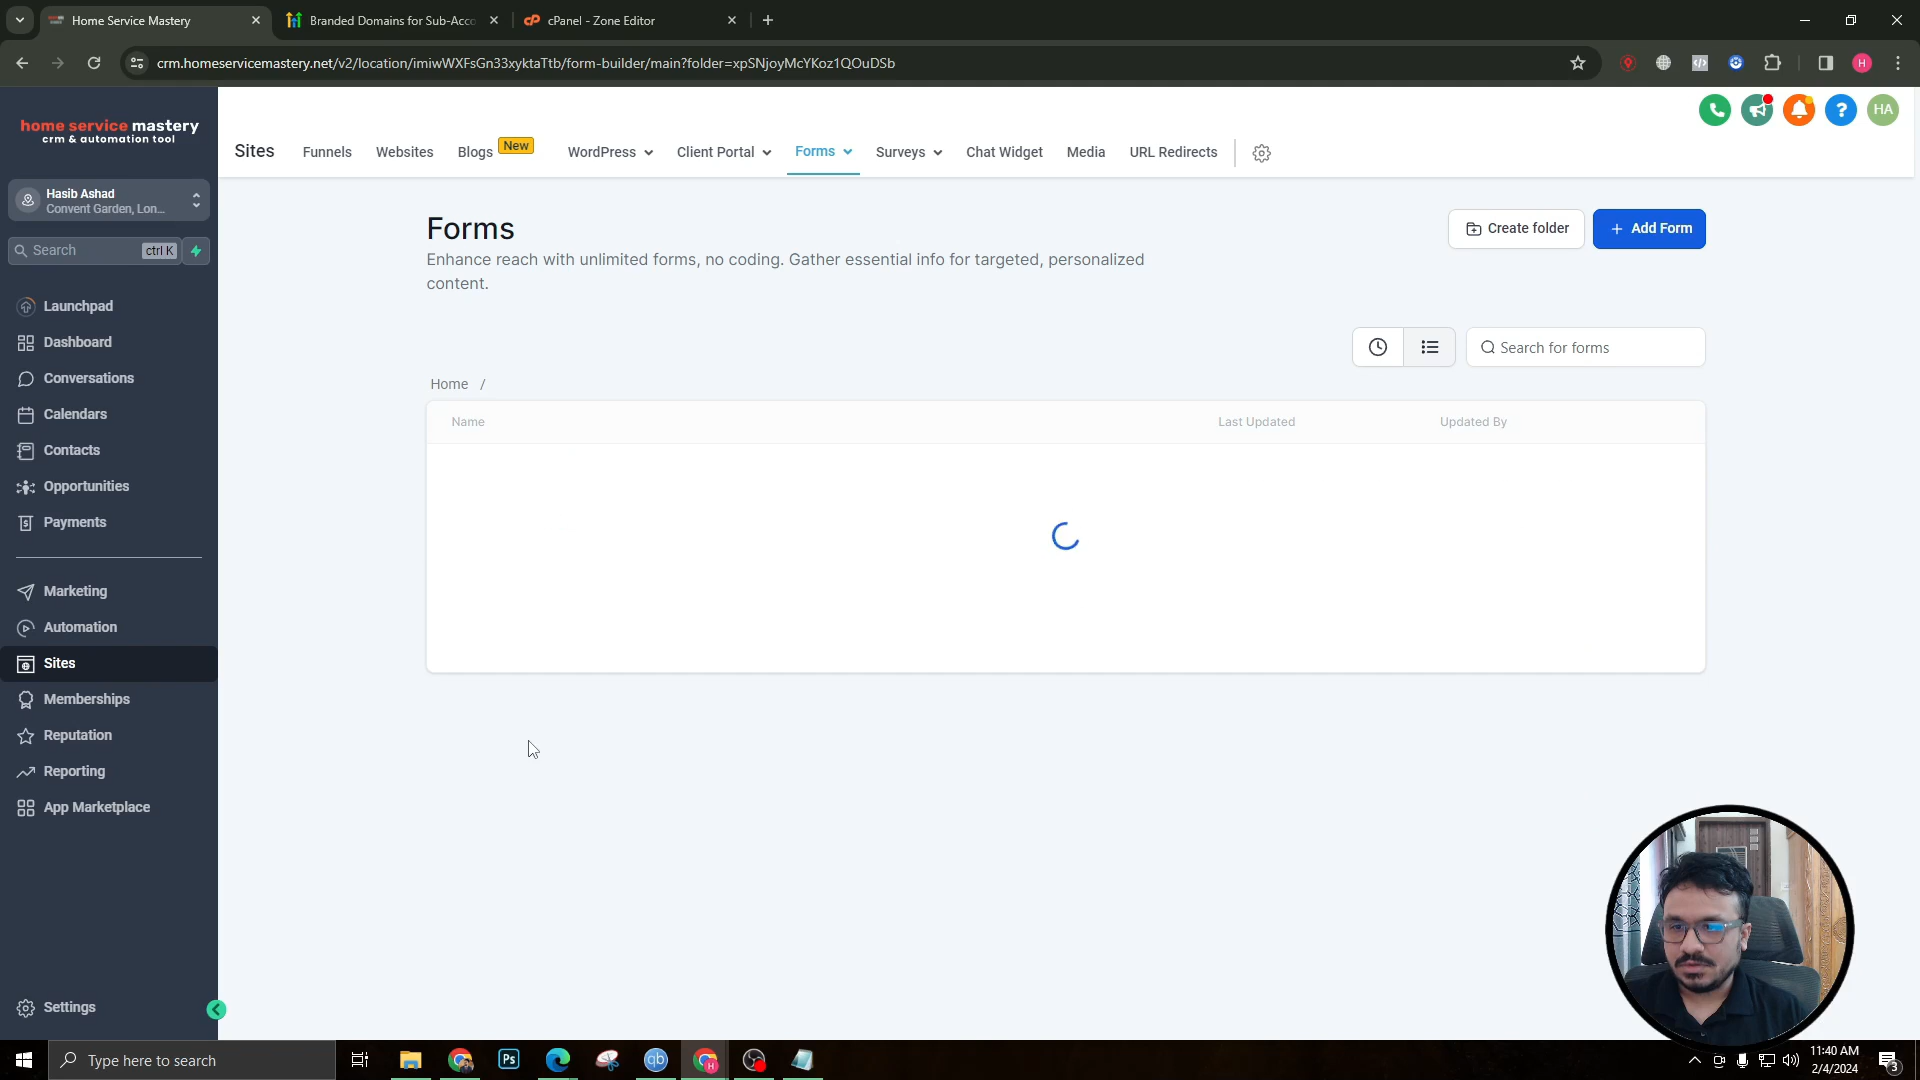 Home Service Mastery
Branded Domains for Sub-Acco
cPanel - Zone Editor
crm.homeservicemastery.net/v2/location/imiwWXFsGn33xyktaTtb/form-builder/main?folder=xpSNjoyMcYKoz1QOuDSb
H
home service mastery
crm & automation tool
Sites
Funnels
Websites
Blogs
New
WordPress
Client Portal
Forms
Surveys
Chat Widget
Media
URL Redirects
?
HA
Hasib Ashad
Convent Garden, Lon...
Search
ctrl K
Launchpad
Dashboard
Conversations
Calendars
Contacts
Opportunities
Payments
Marketing
Automation
Sites
Memberships
Reputation
Reporting
App Marketplace
Settings
Forms
Enhance reach with unlimited forms, no coding. Gather essential info for targeted, personalized
content.
Create folder
+ Add Form
Search for forms
Home /
Name
Last Updated
Updated By
Type here to search
Ps
qb
H
11:40 AM
2/4/2024
3